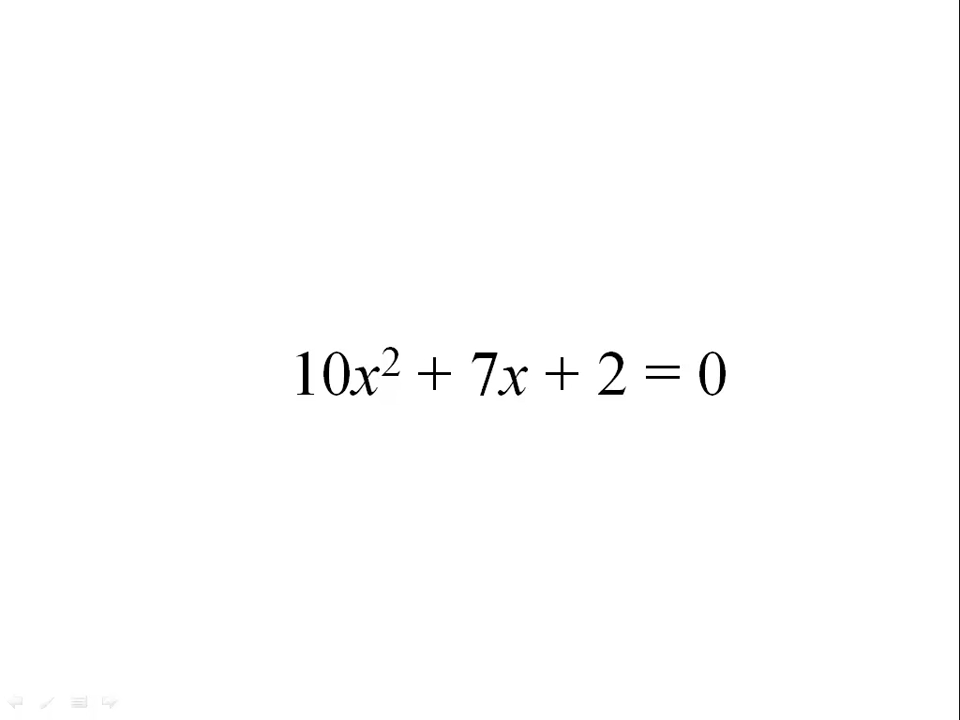 10x² + 7x + 2 = 0